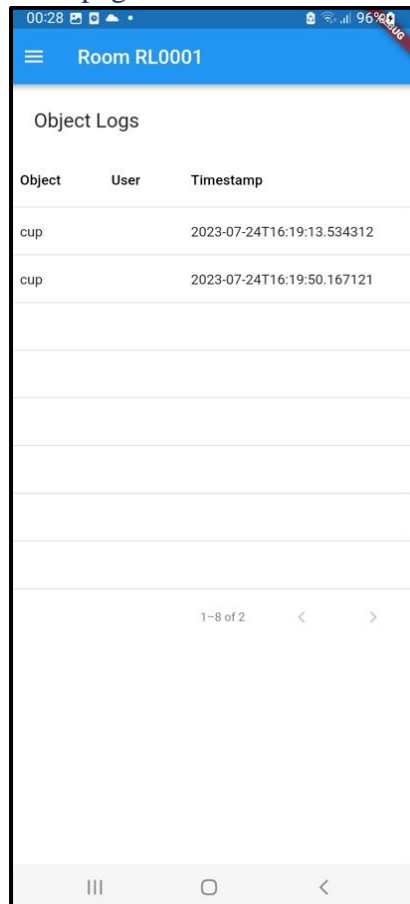 00:28 96%
Room RL0001
Object Logs
Object User Timestamp
cup 2023-07-24T16:19:13.534312
cup 2023-07-24T16:19:50.167121
1–8 of 2